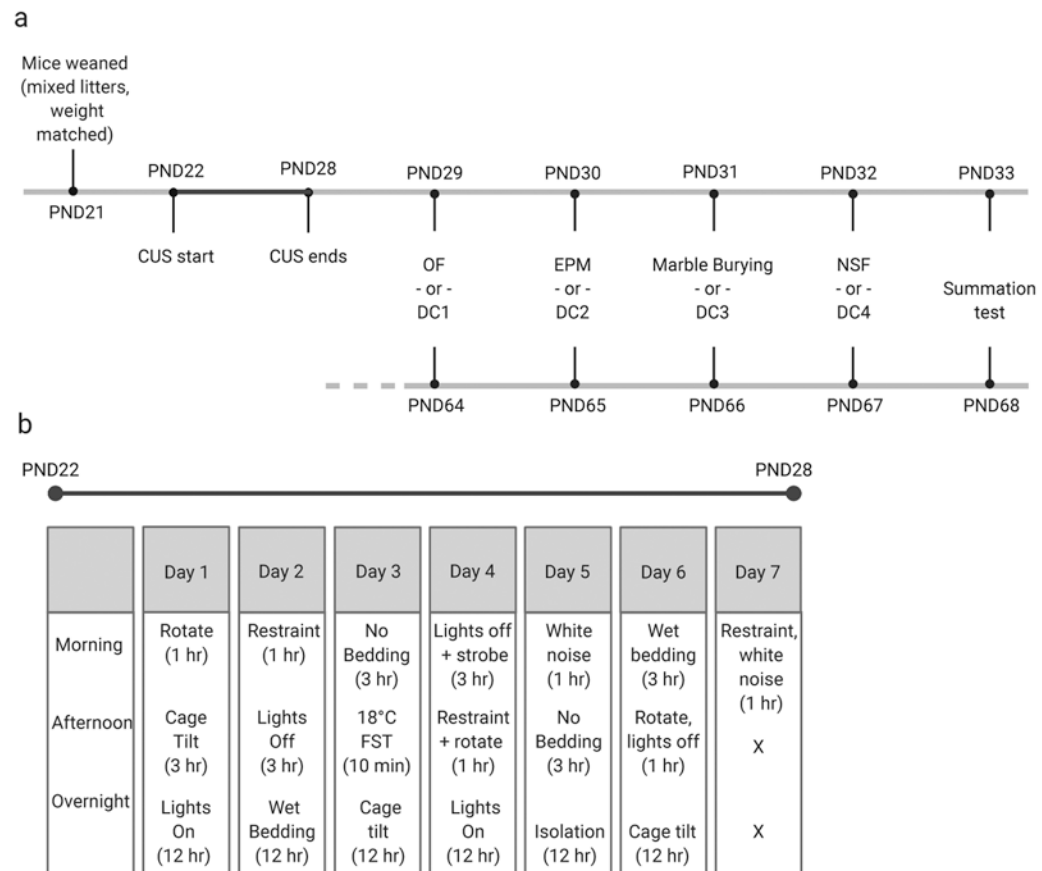 a
Mice weaned
(mixed litters,
weight
matched)
PND22
PND28
PND29
PND30
PND31
PND32
PND33
PND21
CUS start
CUS ends
OF
- or -
DC1
EPM
- or -
DC2
Marble Burying
- or -
DC3
NSF
- or -
DC4
Summation
test
PND64
PND65
PND66
PND67
PND68
b
PND22
PND28
Day 1
Day 2
Day 3
Day 4
Day 5
Day 6
Day 7
Morning
Rotate
(1 hr)
Restraint
(1 hr)
No
Bedding
(3 hr)
Lights off
+ strobe
(3 hr)
White
noise
(1 hr)
Wet
bedding
(3 hr)
Restraint,
white
noise
(1 hr)
Afternoon
Cage
Tilt
(3 hr)
Lights
Off
(3 hr)
18°C
FST
(10 min)
Restraint
+ rotate
(1 hr)
No
Bedding
(3 hr)
Rotate,
lights off
(1 hr)
X
Overnight
Lights
On
(12 hr)
Wet
Bedding
(12 hr)
Cage
tilt
(12 hr)
Lights
On
(12 hr)
Isolation
(12 hr)
Cage tilt
(12 hr)
X